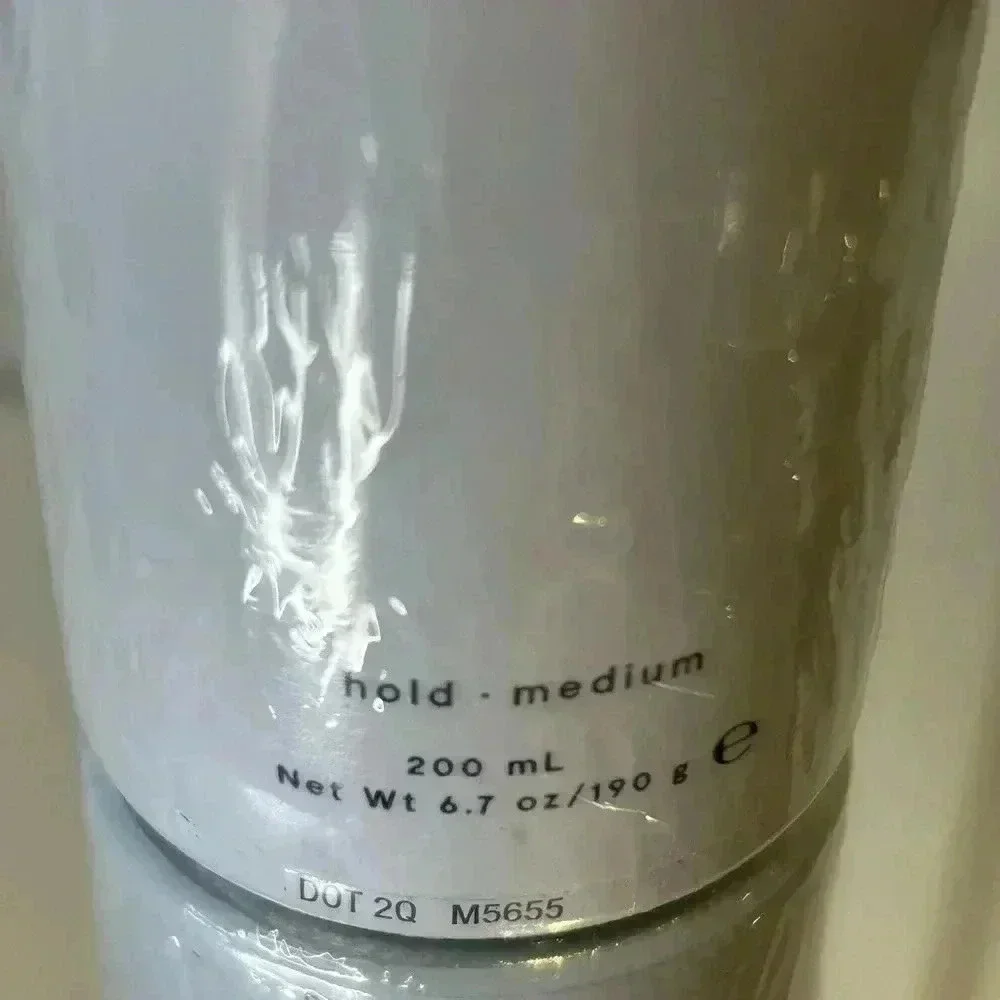 hold - medium
200 mL e
Net Wt 6.7 oz/190 g
DOT 2Q M5655